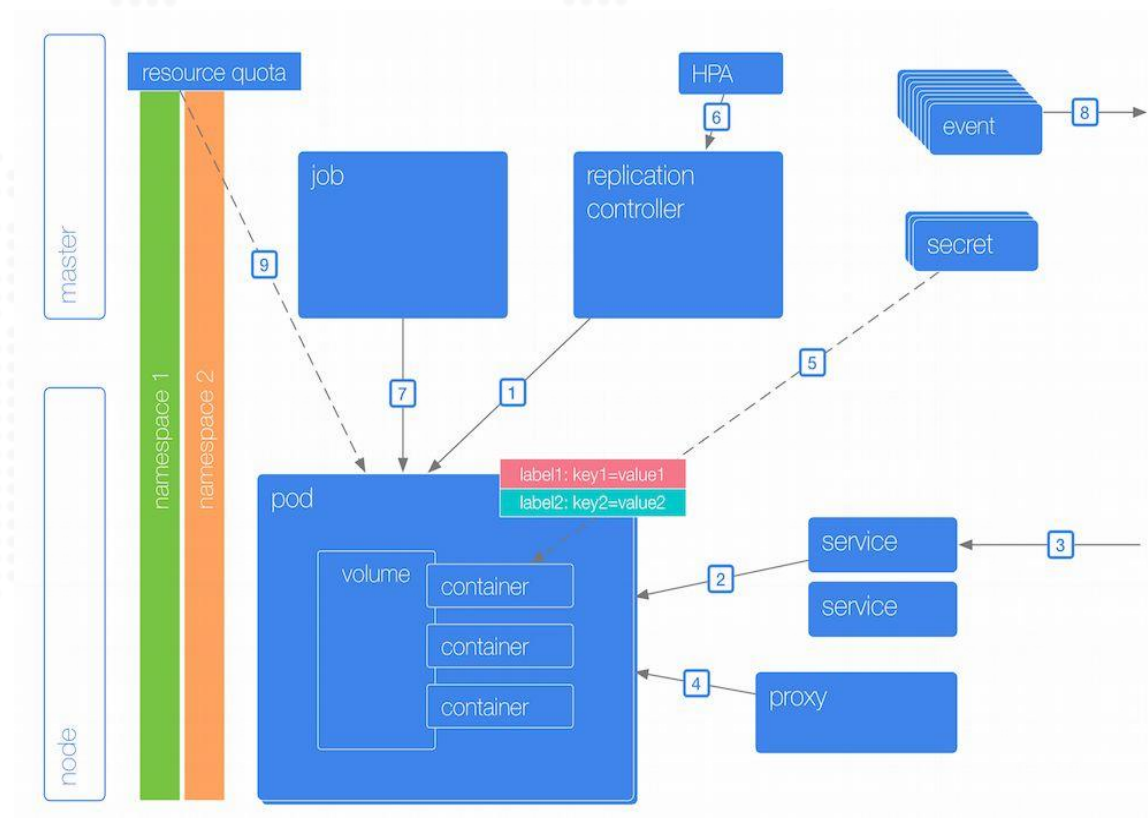 resource quota
HPA
6
event
8
job
replication
controller
secret
master
9
5
7
1
namespace 1
namespace 2
label1: key1=value1
label2: key2=value2
pod
service
3
volume
container
2
service
container
4
proxy
container
node